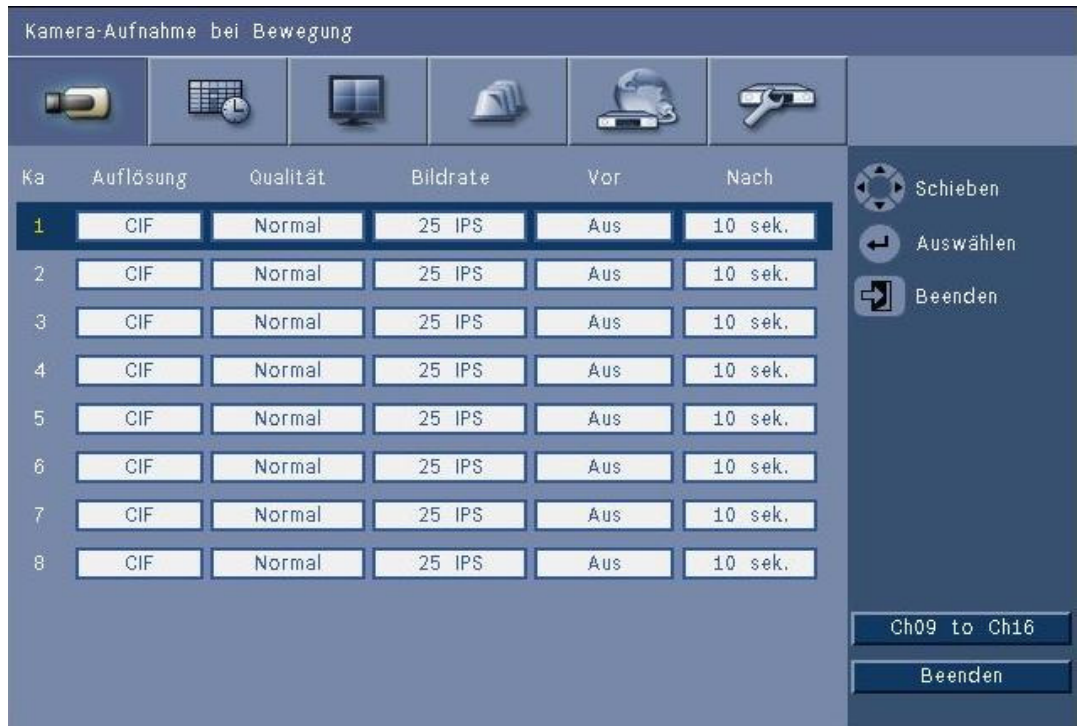 Kamera-Aufnahme bei Bewegung
Ka Auflösung Qualität Bildrate Vor Nach
1 CIF Normal 25 IPS Aus 10 sek.
2 CIF Normal 25 IPS Aus 10 sek.
3 CIF Normal 25 IPS Aus 10 sek.
4 CIF Normal 25 IPS Aus 10 sek.
5 CIF Normal 25 IPS Aus 10 sek.
6 CIF Normal 25 IPS Aus 10 sek.
7 CIF Normal 25 IPS Aus 10 sek.
8 CIF Normal 25 IPS Aus 10 sek.
Schieben
Auswählen
Beenden
Ch09 to Ch16
Beenden